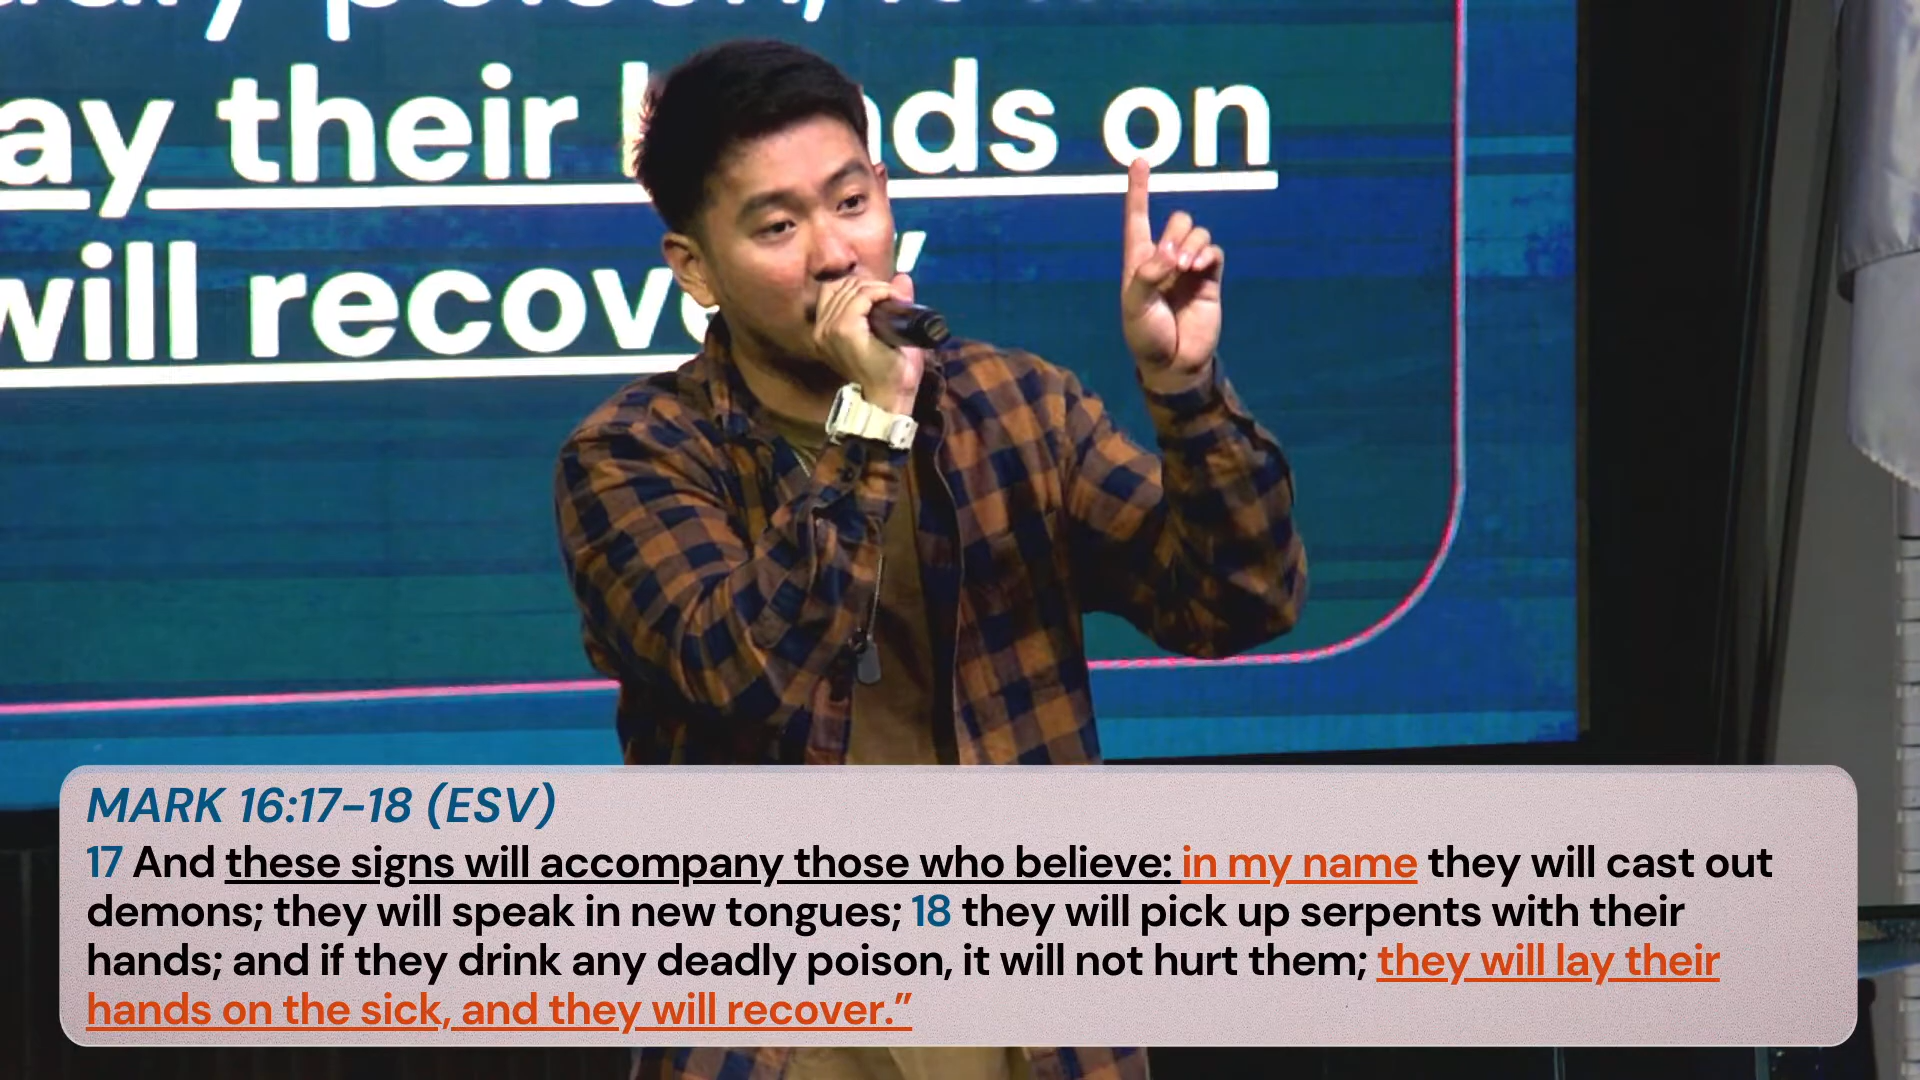 ay their
nds on
will recov
MARK 16:17-18 (ESV)
17 And these signs will accompany those who believe: in my name they will cast out
demons; they will speak in new tongues; 18 they will pick up serpents with their
hands; and if they drink any deadly poison, it will not hurt them; they will lay their
hands on the sick, and they will recover.”